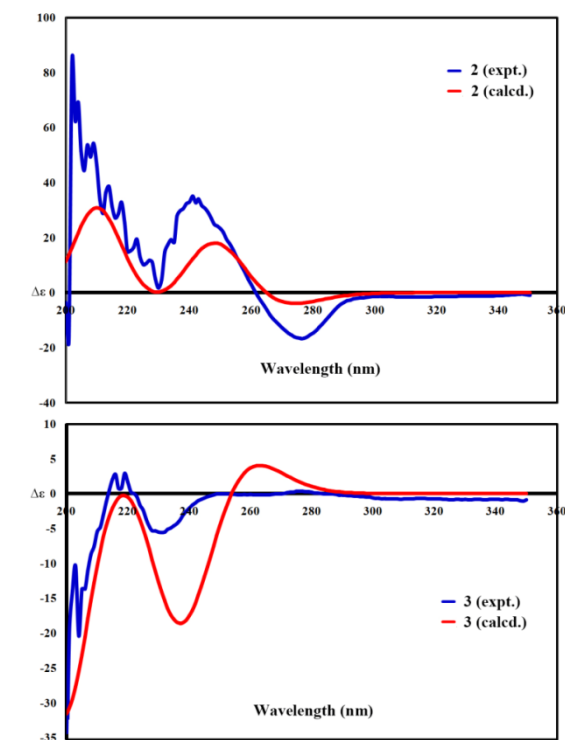 100
80
2 (expt.)
2 (calcd.)
60
40
20
Δε 0
200 220 240 260 280 300 320 340 360
-20
Wavelength (nm)
-40
10
5
Δε 0
200 220 240 260 280 300 320 340 360
-5
-10
-15
3 (expt.)
3 (calcd.)
-20
-25
-30
Wavelength (nm)
-35